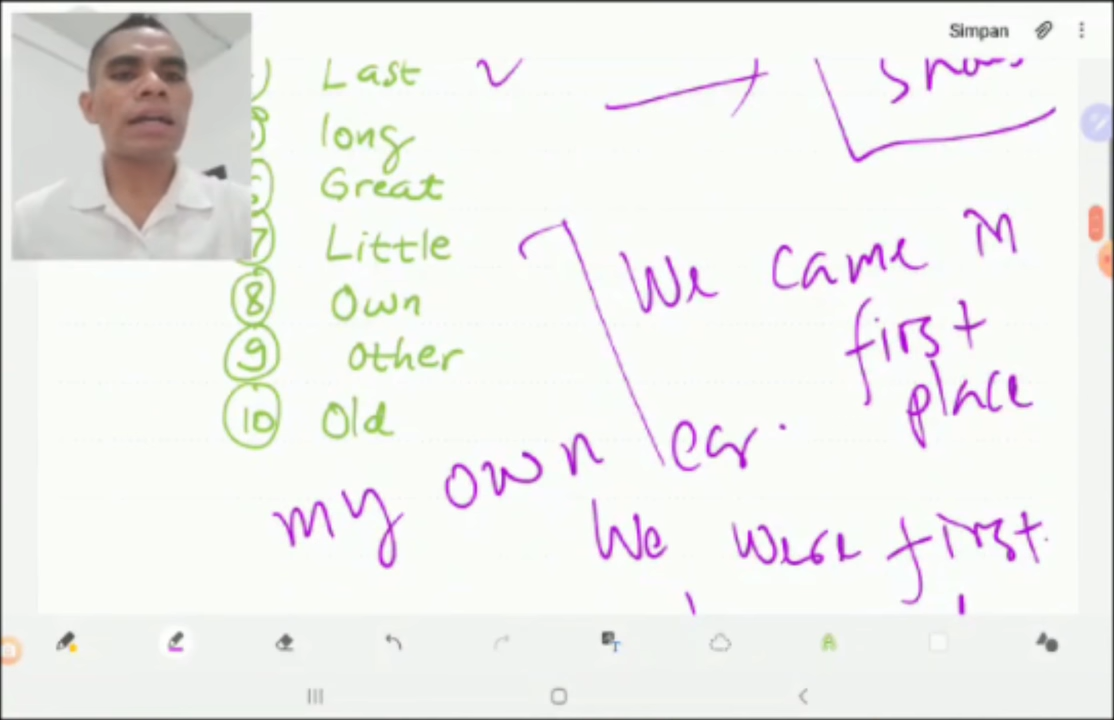 Simpan
Last
long
Great
7 Little
8 Own
9 other
10 Old
We came in
first
place
my own car.
We were first